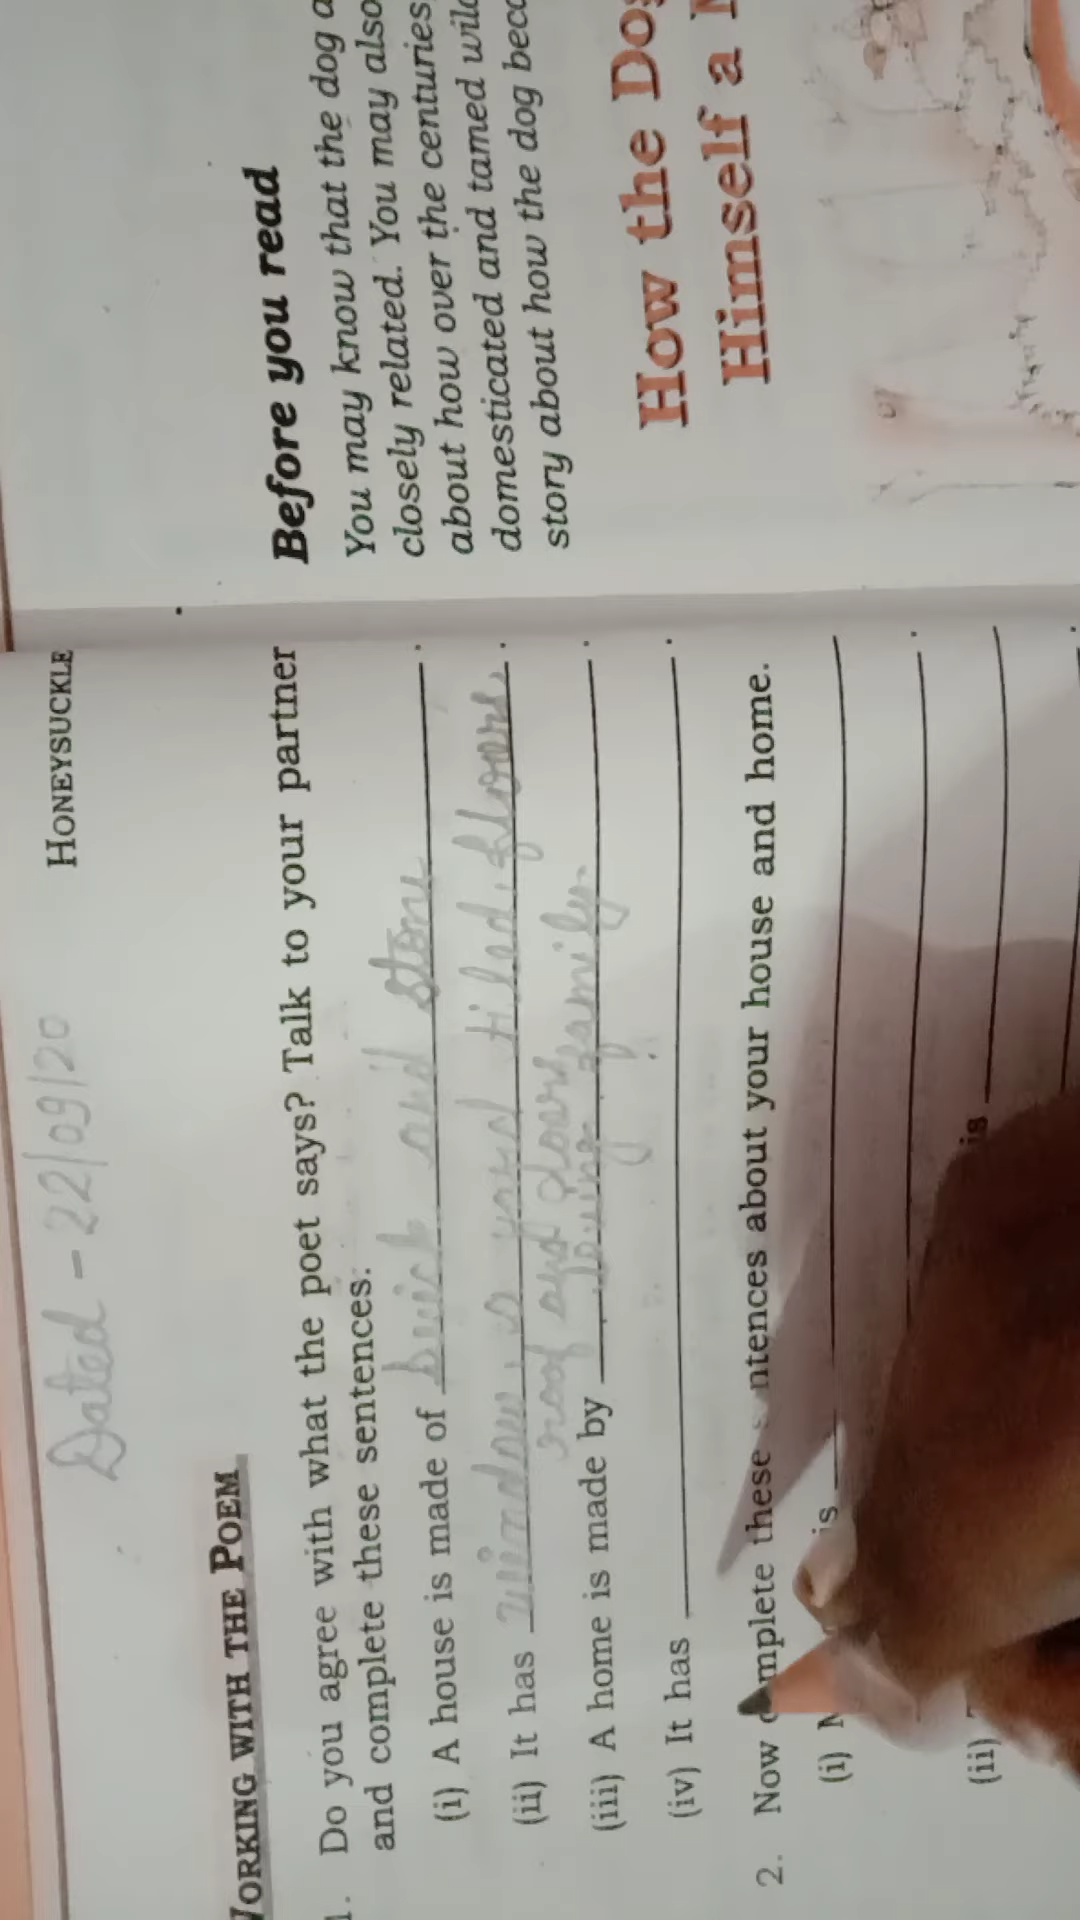 HONEYSUCKLE
Dated - 22/09/20
WORKING WITH THE POEM
1. Do you agree with what the poet says? Talk to your partner
and complete these sentences.
(i) A house is made of brick and stone.
(ii) It has window, yard tiled, floors.
roof and doors
(iii) A home is made by loving family.
(iv) It has
2. Now complete these sentences about your house and home.
(i) is
(ii) is
Before you read
You may know that the dog a
closely related. You may also
about how over the centuries,
domesticated and tamed wild
story about how the dog beco
How the Dog
Himself a